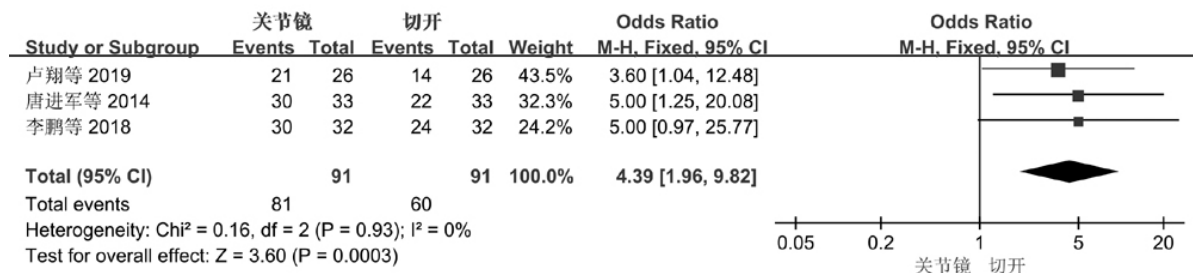 关节镜 切开 Odds Ratio Odds Ratio
Study or Subgroup Events Total Events Total Weight M-H, Fixed, 95% CI M-H, Fixed, 95% CI
卢翔等 2019 21 26 14 26 43.5% 3.60 [1.04, 12.48]
唐进军等 2014 30 33 22 33 32.3% 5.00 [1.25, 20.08]
李鹏等 2018 30 32 24 32 24.2% 5.00 [0.97, 25.77]
Total (95% CI) 91 91 100.0% 4.39 [1.96, 9.82]
Total events 81 60
Heterogeneity: Chi² = 0.16, df = 2 (P = 0.93); I² = 0%
Test for overall effect: Z = 3.60 (P = 0.0003)
0.05 0.2 1 5 20
关节镜 切开